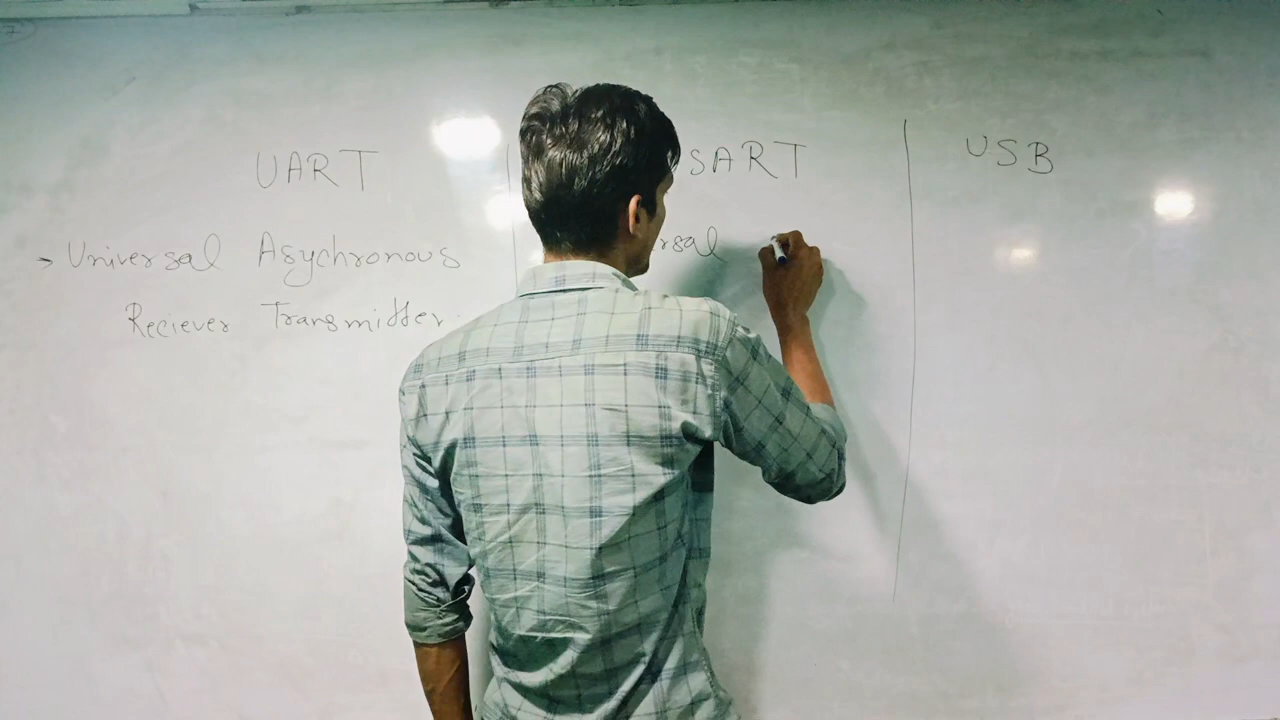 UART
SART
USB
Universal Asychronous
rsal
Reciever Transmitter.